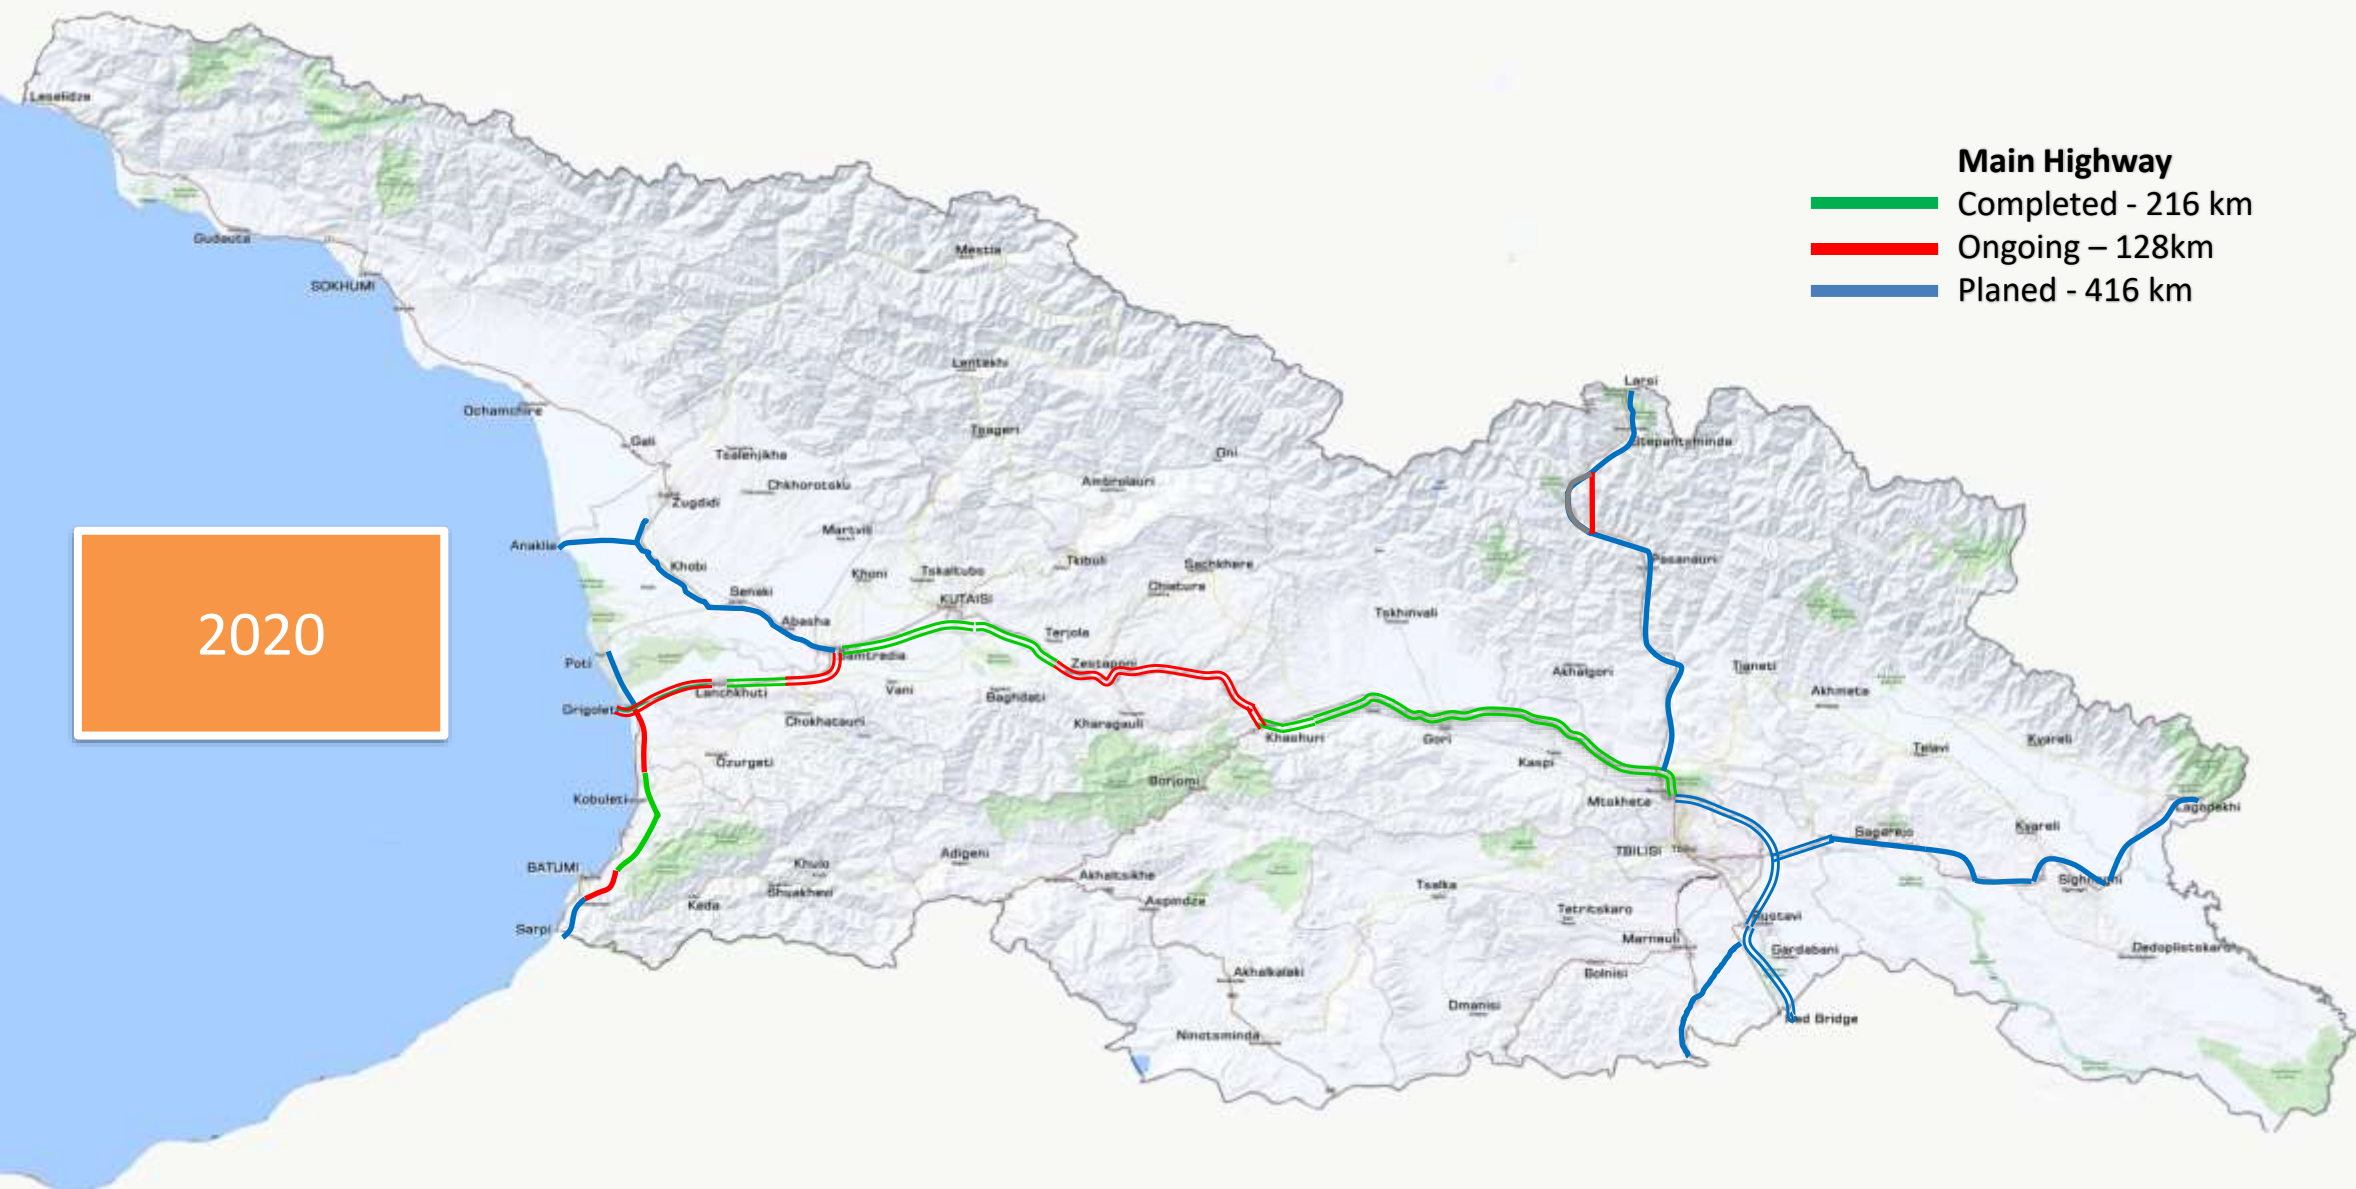 Main Highway
Completed - 216 km
Ongoing – 128km
Planed - 416 km
2020
Leselidze
Gudauta
SOKHUMI
Mestia
Lentekhi
Larsi
Stepantsminda
Ochamchire
Gali
Tsageri
Tsalenjikha
Oni
Chkhorotsku
Ambrolauri
Zugdidi
Martvili
Anaklia
Khobi
Khoni
Tskaltubo
Tkibuli
Sachkhere
Pasanauri
Senaki
KUTAISI
Chiatura
Tskhinvali
Abasha
Terjola
Samtredia
Zestaponi
Poti
Akhalgori
Tianeti
Lanchkhuti
Vani
Baghdati
Akhmeta
Grigoleti
Chokhatauri
Kharagauli
Khashuri
Gori
Telavi
Kvareli
Ozurgeti
Kaspi
Borjomi
Kobuleti
Mtskheta
Lagodekhi
Sagarejo
Kvareli
BATUMI
Khulo
Adigeni
TBILISI
Akhaltsikhe
Shuakhevi
Keda
Aspindza
Tsalka
Sighnaghi
Tetritskaro
Rustavi
Sarpi
Marneuli
Gardabani
Dedoplistskaro
Akhalkalaki
Bolnisi
Dmanisi
Red Bridge
Ninotsminda